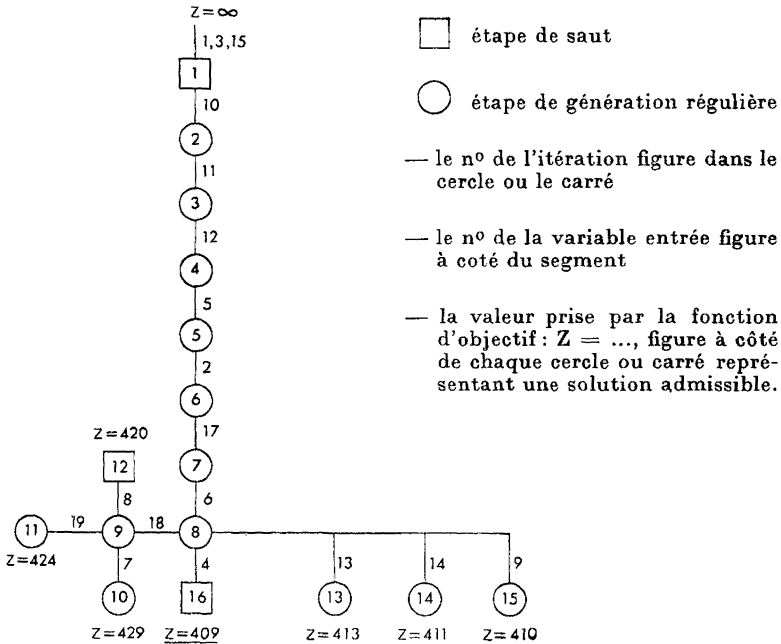 Z=∞
1,3,15
1
10
2
11
3
12
4
5
5
2
6
17
7
6
Z=420
12
8
11
19
9
18
8
Z=424
7
4
13
14
9
10
16
13
14
15
Z=429
Z=409
Z=413
Z=411
Z=410
étape de saut
étape de génération régulière
— le nº de l'itération figure dans le
cercle ou le carré
— le nº de la variable entrée figure
à coté du segment
— la valeur prise par la fonction
d'objectif : Z = ..., figure à côté
de chaque cercle ou carré repré-
sentant une solution admissible.